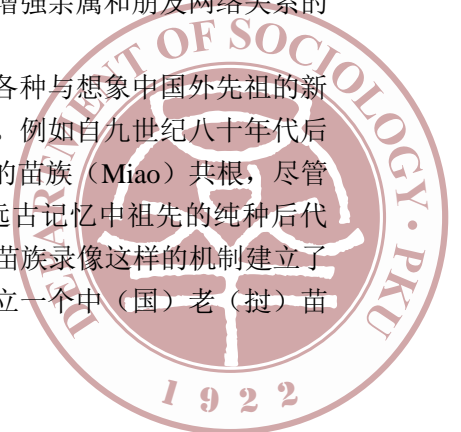 增强亲属和朋友网络关系的
各种与想象中国外先祖的新
，例如自九世纪八十年代后
的苗族（Miao）共根，尽管
远古记忆中祖先的纯种后代
苗族录像这样的机制建立了
立一个中（国）老（挝）苗
DEPARTMENT OF SOCIOLOGY · PKU
1922